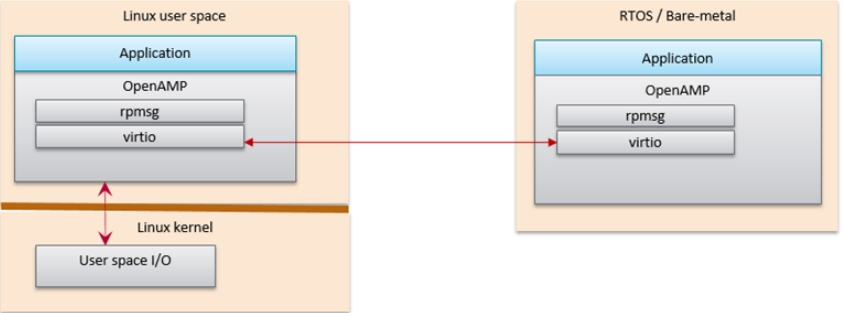 Linux user space
Application
OpenAMP
rpmsg
virtio
Linux kernel
User space I/O
RTOS / Bare-metal
Application
OpenAMP
rpmsg
virtio